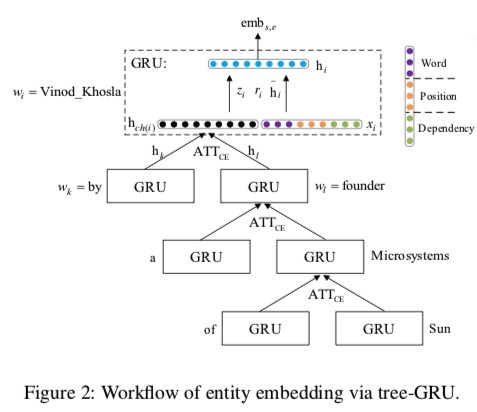 emb_{s,e}
GRU:
h_i
w_i = Vinod_Khosla
z_i r_i \tilde{h}_i
Word
Position
Dependency
h_{ch(i)}
x_i
h_k ATT_{CE} h_l
w_k = by GRU GRU w_l = founder
ATT_{CE}
a GRU GRU Microsystems
ATT_{CE}
of GRU GRU Sun
Figure 2: Workflow of entity embedding via tree-GRU.